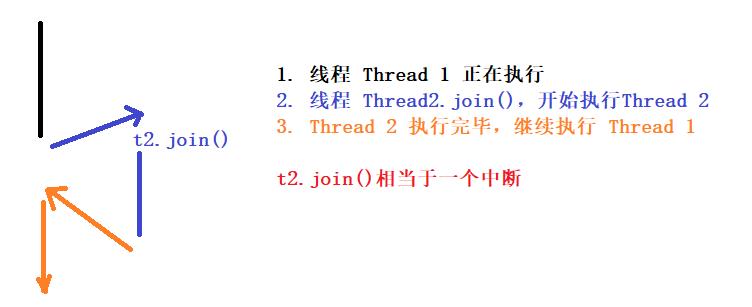 1. 线程 Thread 1 正在执行
2. 线程 Thread2.join()，开始执行Thread 2
t2.join()
3. Thread 2 执行完毕，继续执行 Thread 1
t2.join()相当于一个中断